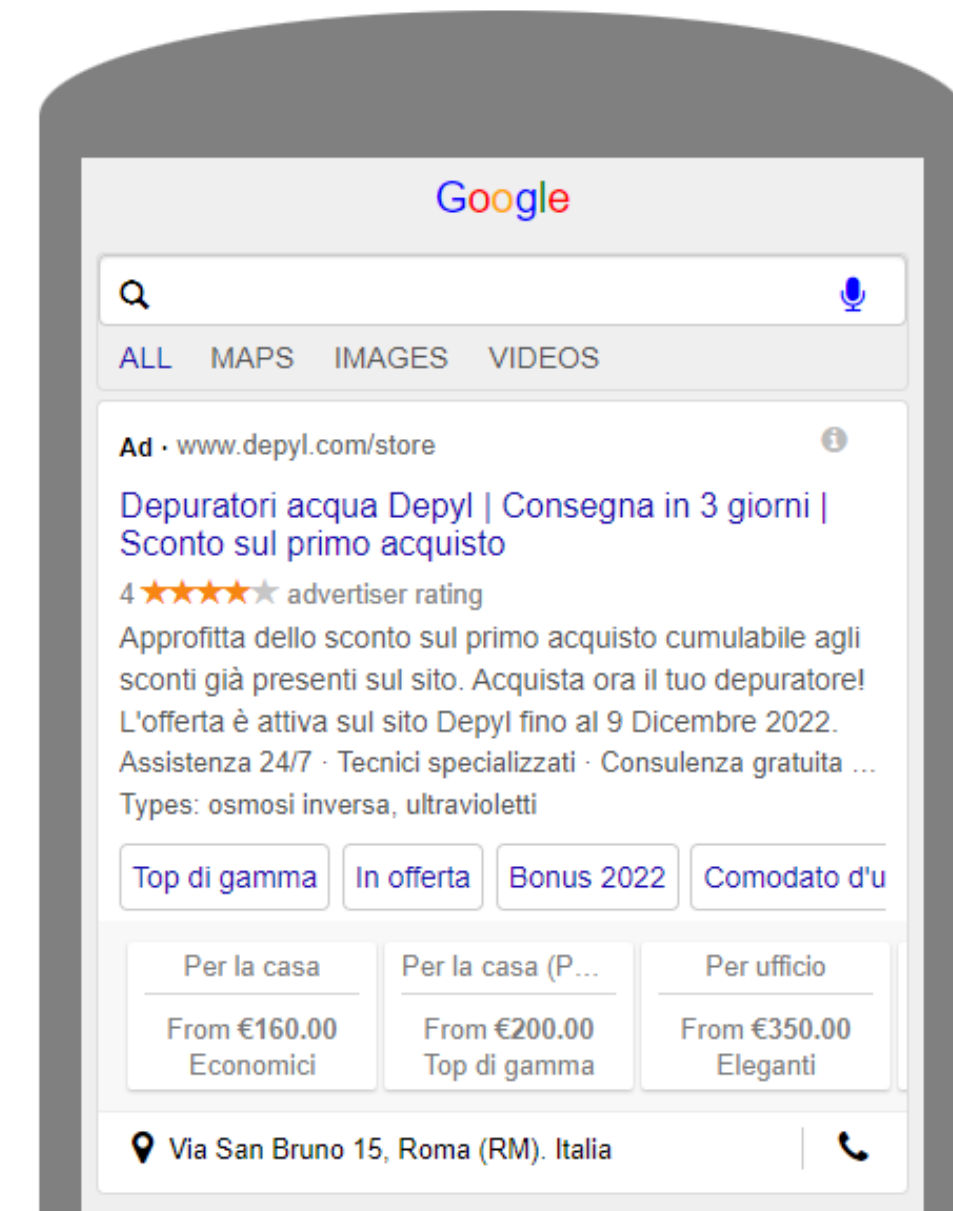 Google
ALL MAPS IMAGES VIDEOS
Ad · www.depyl.com/store
Depuratori acqua Depyl | Consegna in 3 giorni |
Sconto sul primo acquisto
4 advertiser rating
Approfitta dello sconto sul primo acquisto cumulabile agli
sconti già presenti sul sito. Acquista ora il tuo depuratore!
L'offerta è attiva sul sito Depyl fino al 9 Dicembre 2022.
Assistenza 24/7 · Tecnici specializzati · Consulenza gratuita ...
Types: osmosi inversa, ultravioletti
Top di gamma In offerta Bonus 2022 Comodato d'u
Per la casa Per la casa (P... Per ufficio
From €160.00 From €200.00 From €350.00
Economici Top di gamma Eleganti
Via San Bruno 15, Roma (RM). Italia